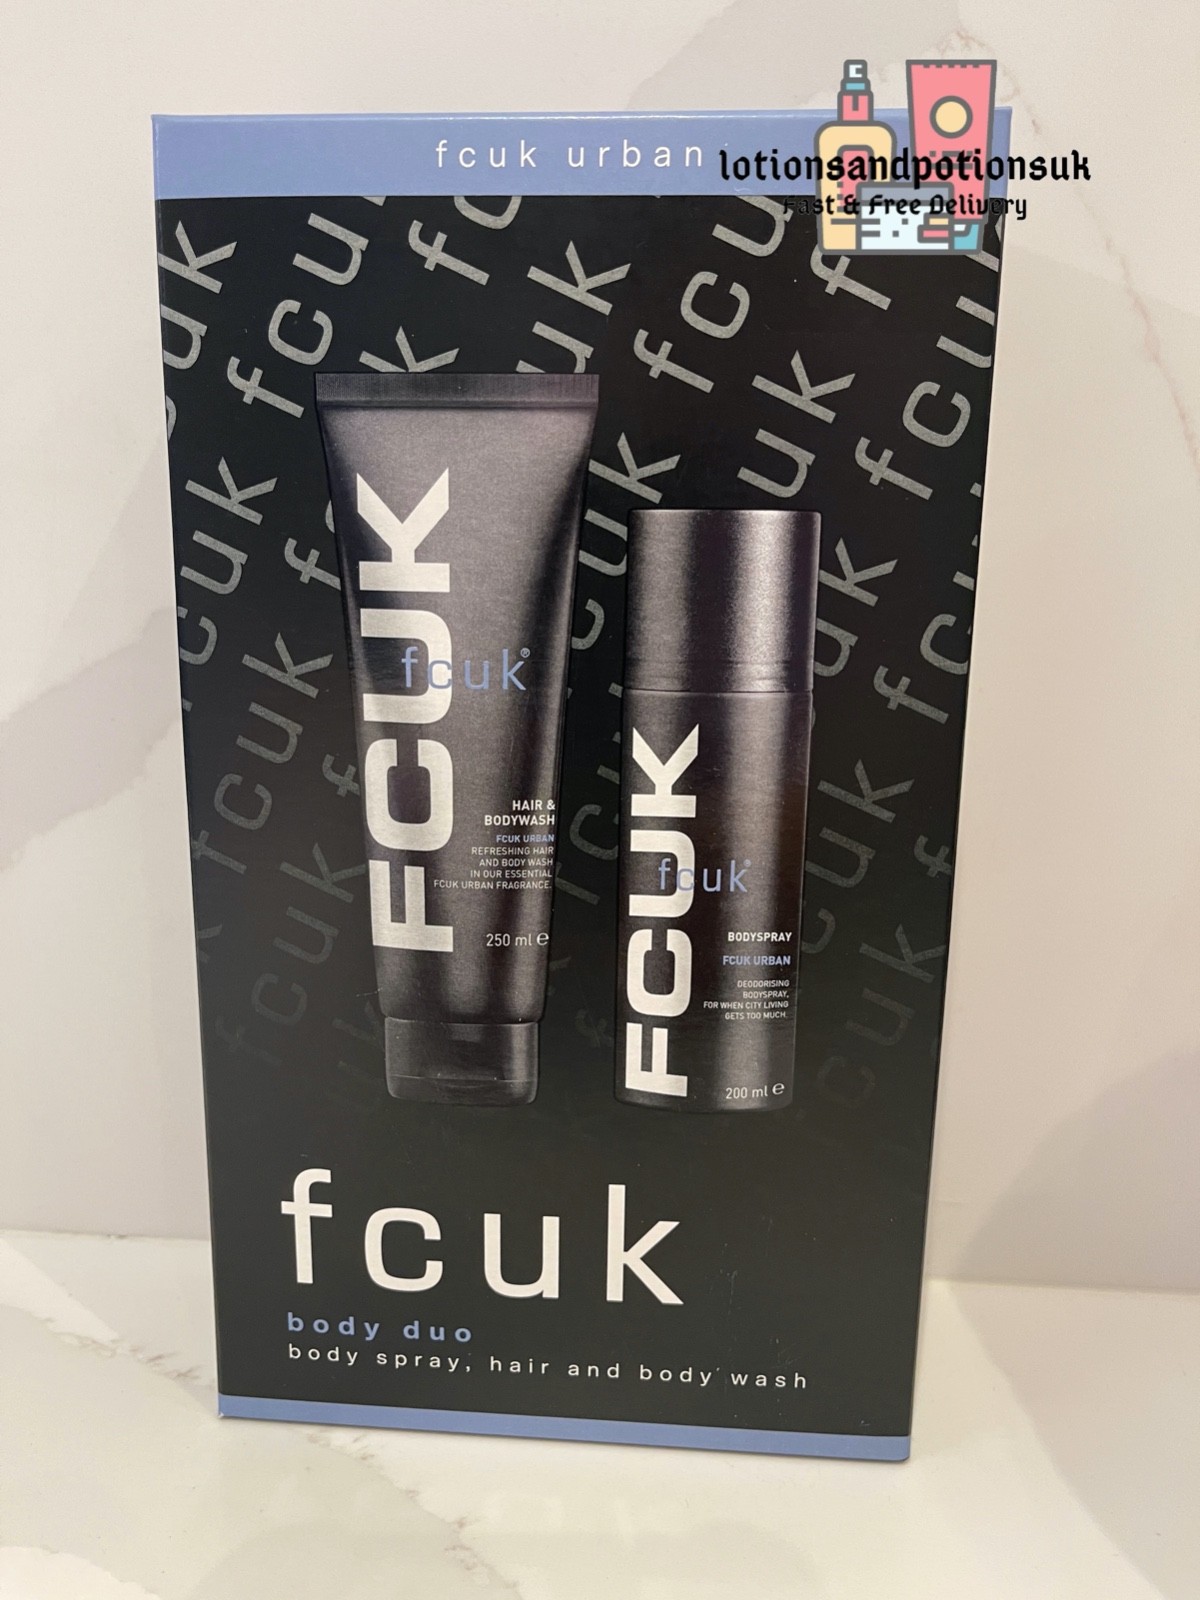 fcuk urban
lotionsandpotionsuk
Fast & Free Delivery
FCUK
fcuk®
HAIR &
BODYWASH
FCUK URBAN
REFRESHING HAIR
AND BODY WASH
IN OUR ESSENTIAL
FCUK URBAN FRAGRANCE.
250 ml ℮
FCUK
fcuk®
BODYSPRAY
FCUK URBAN
DEODORISING
BODYSPRAY,
FOR WHEN CITY LIVING
GETS TOO MUCH.
200 ml ℮
fcuk
body duo
body spray, hair and body wash